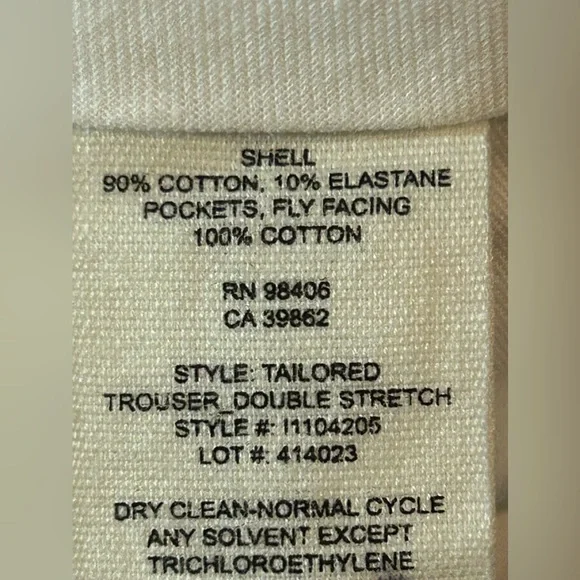 SHELL
90% COTTON, 10% ELASTANE
POCKETS, FLY FACING
100% COTTON
RN 98406
CA 39862
STYLE: TAILORED
TROUSER_DOUBLE STRETCH
STYLE #: I1104205
LOT #: 414023
DRY CLEAN-NORMAL CYCLE
ANY SOLVENT EXCEPT
TRICHLOROETHYLENE